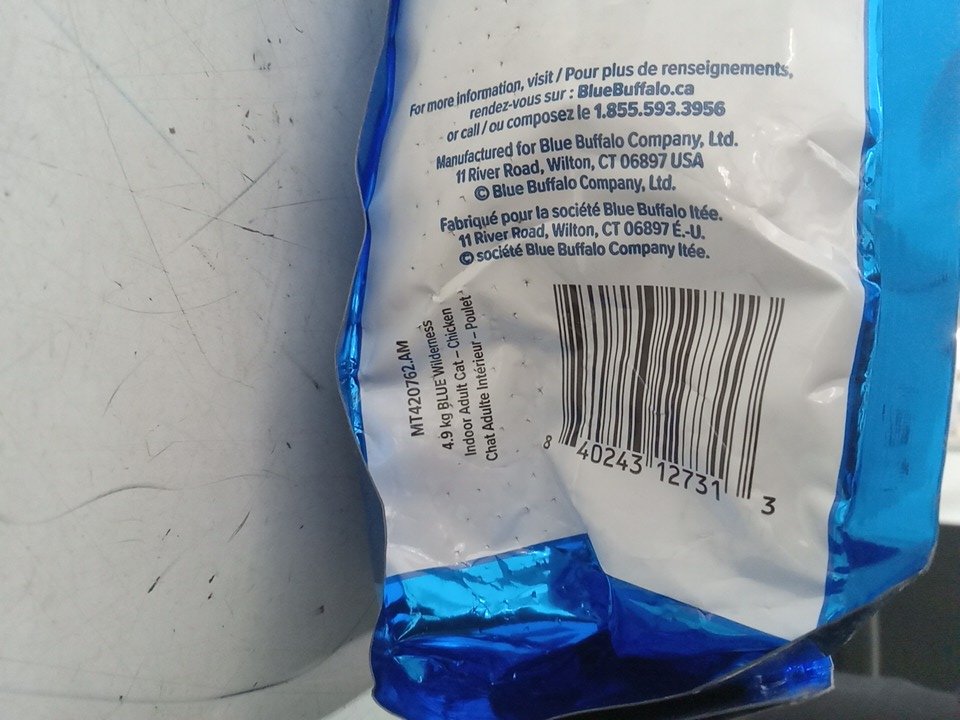 For more information, visit / Pour plus de renseignements,
rendez-vous sur : BlueBuffalo.ca
or call / ou composez le 1.855.593.3956
Manufactured for Blue Buffalo Company, Ltd.
11 River Road, Wilton, CT 06897 USA
© Blue Buffalo Company, Ltd.
Fabriqué pour la société Blue Buffalo ltée.
11 River Road, Wilton, CT 06897 É.-U.
© société Blue Buffalo Company ltée.
MT420762.AM
4.9 kg BLUE Wilderness
Indoor Adult Cat – Chicken
Chat Adulte Intérieur – Poulet
8 40243 12731 3